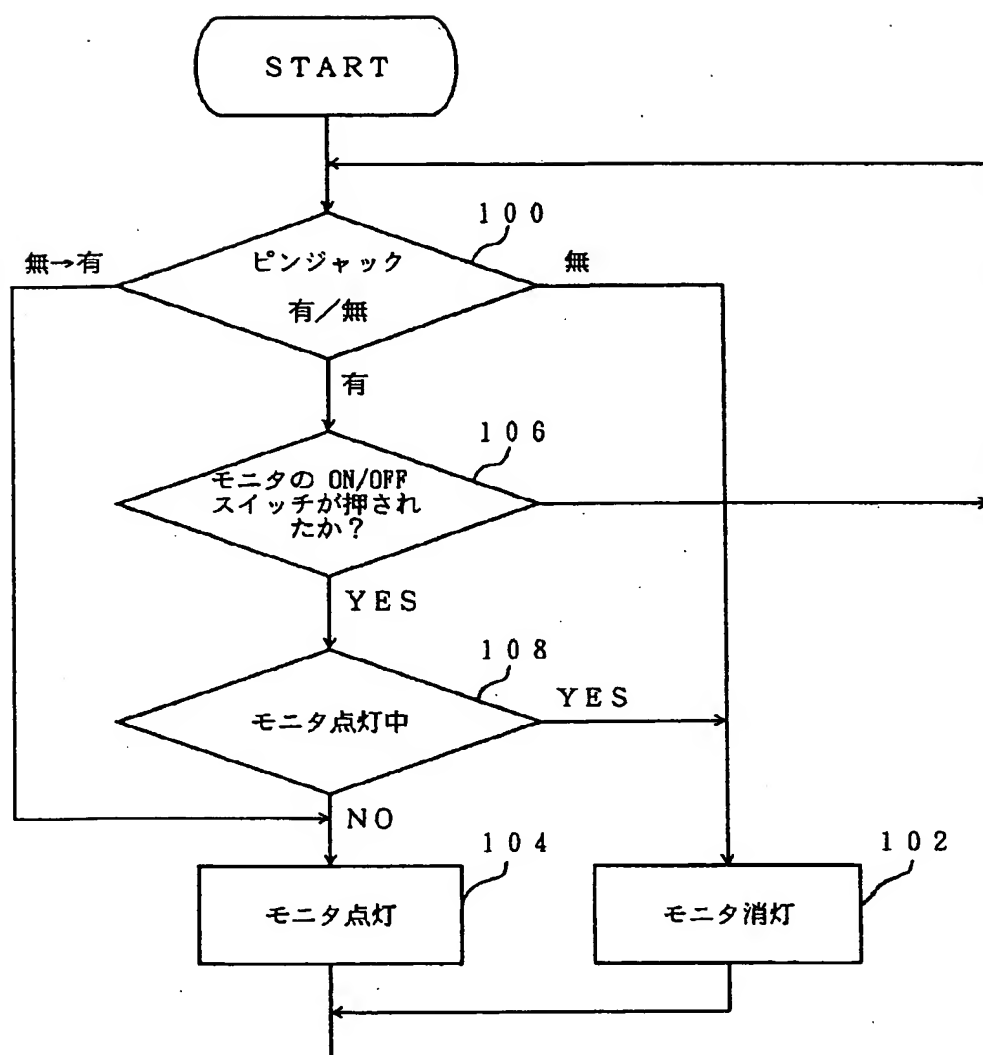 START
100
無→有
ピンジャック
無
有/無
有
106
モニタの ON/OFF
スイッチが押され
たか?
YES
108
YES
モニタ点灯中
NO
104
102
モニタ点灯
モニタ消灯